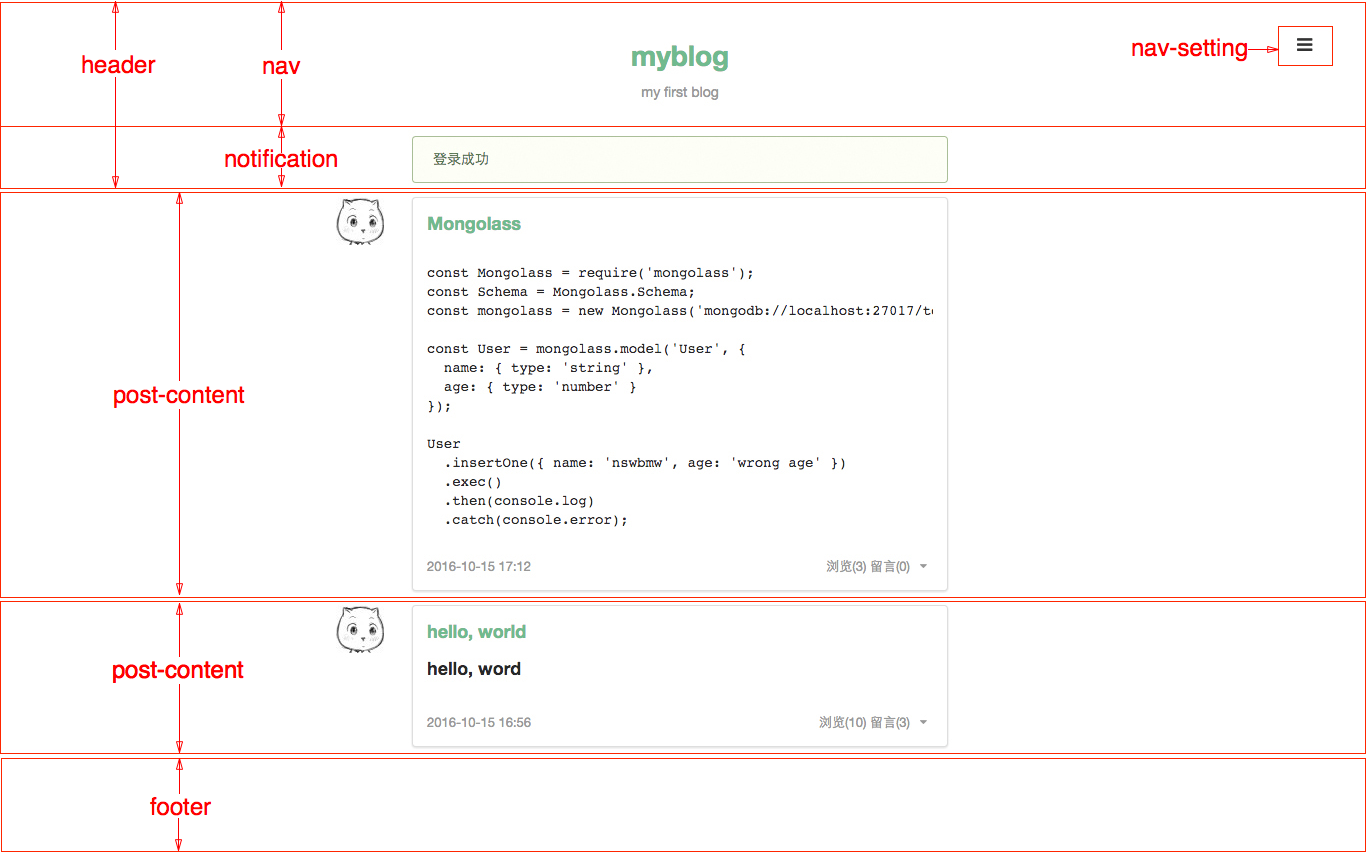 header
nav
myblog
my first blog
nav-setting
notification
登录成功
post-content
Mongolass
const Mongolass = require('mongolass');
const Schema = Mongolass.Schema;
const mongolass = new Mongolass('mongodb://localhost:27017/te
const User = mongolass.model('User', {
  name: { type: 'string' },
  age: { type: 'number' }
});
User
  .insertOne({ name: 'nswbmw', age: 'wrong age' })
  .exec()
  .then(console.log)
  .catch(console.error);
2016-10-15 17:12
浏览(3) 留言(0)
post-content
hello, world
hello, word
2016-10-15 16:56
浏览(10) 留言(3)
footer